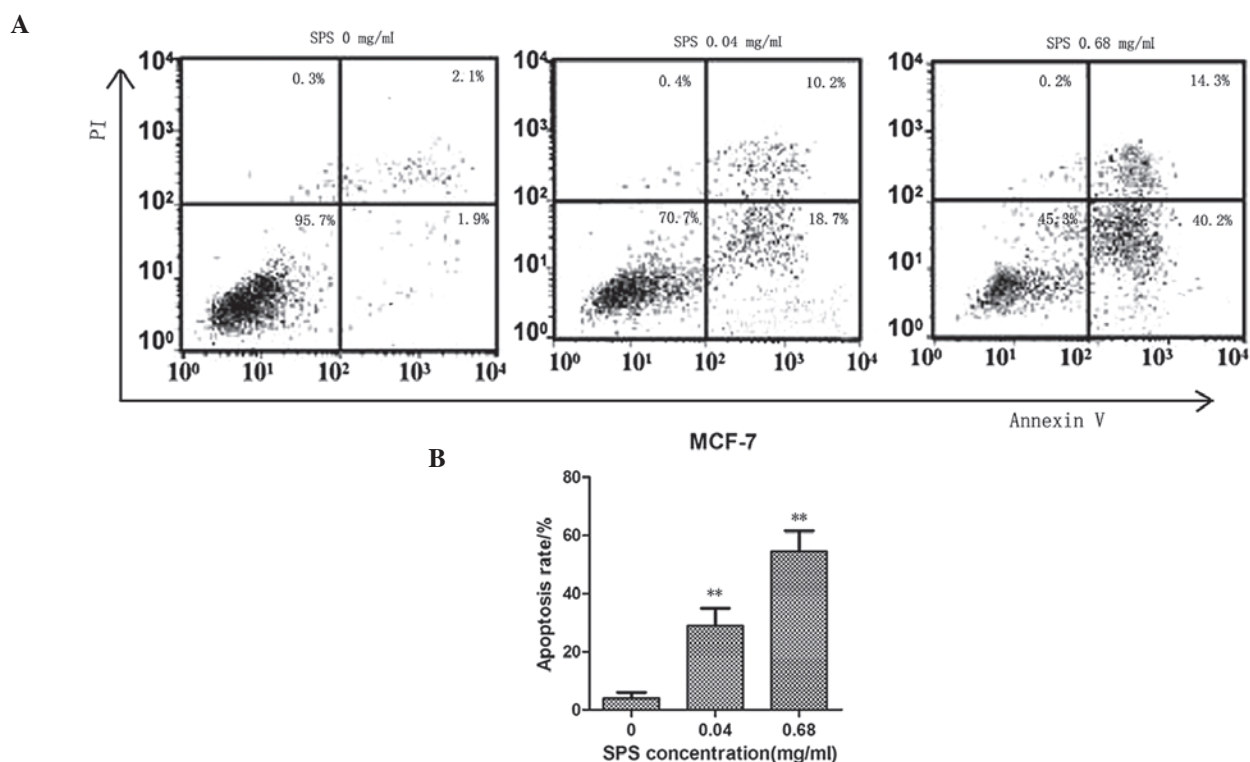 A
SPS 0 mg/ml SPS 0.04 mg/ml SPS 0.68 mg/ml
PI
10⁴ 0.3% 2.1% 10⁴ 0.4% 10.2% 10⁴ 0.2% 14.3%
10³ 10³ 10³
10² 10² 10²
95.7% 1.9% 70.7% 18.7% 45.3% 40.2%
10¹ 10¹ 10¹
10⁰ 10⁰ 10⁰
10⁰ 10¹ 10² 10³ 10⁴ 10⁰ 10¹ 10² 10³ 10⁴ 10⁰ 10¹ 10² 10³ 10⁴
Annexin V
B
MCF-7
Apoptosis rate/%
80
60
40
20
0
** **
0 0.04 0.68
SPS concentration(mg/ml)